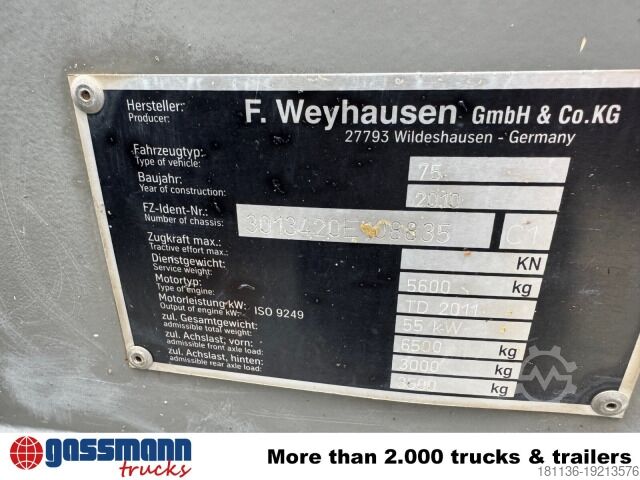 Hersteller:
Producer:
F. Weyhausen GmbH & Co.KG
27793 Wildeshausen - Germany
Fahrzeugtyp:
Type of vehicle:
75
Baujahr:
Year of construction:
2010
FZ-Ident-Nr.:
Number of chassis:
C1
Zugkraft max.:
Tractive effort max.:
KN
Dienstgewicht:
Service weight:
5600 kg
Motortyp:
Type of engine:
TD 2011
Motorleistung kW:
Output of engine kW:
ISO 9249
55 kW
zul. Gesamtgewicht:
admissible total weight:
6500 kg
zul. Achslast, vorn:
admissible front axle load:
3000 kg
zul. Achslast, hinten:
admissible rear axle load:
kg
gassmann
trucks
More than 2.000 trucks & trailers
181136-19213576